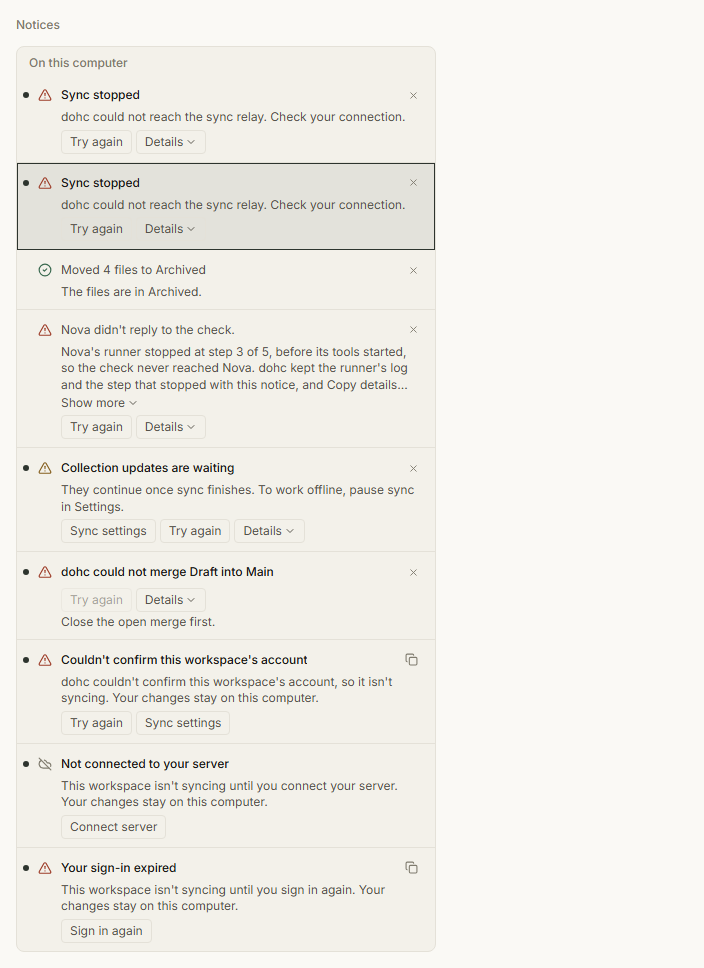 Notices
On this computer
Sync stopped
dohc could not reach the sync relay. Check your connection.
Try again
Details
Sync stopped
dohc could not reach the sync relay. Check your connection.
Try again
Details
Moved 4 files to Archived
The files are in Archived.
Nova didn't reply to the check.
Nova's runner stopped at step 3 of 5, before its tools started,
so the check never reached Nova. dohc kept the runner's log
and the step that stopped with this notice, and Copy details...
Show more
Try again
Details
Collection updates are waiting
They continue once sync finishes. To work offline, pause sync
in Settings.
Sync settings
Try again
Details
dohc could not merge Draft into Main
Try again
Details
Close the open merge first.
Couldn't confirm this workspace's account
dohc couldn't confirm this workspace's account, so it isn't
syncing. Your changes stay on this computer.
Try again
Sync settings
Not connected to your server
This workspace isn't syncing until you connect your server.
Your changes stay on this computer.
Connect server
Your sign-in expired
This workspace isn't syncing until you sign in again. Your
changes stay on this computer.
Sign in again